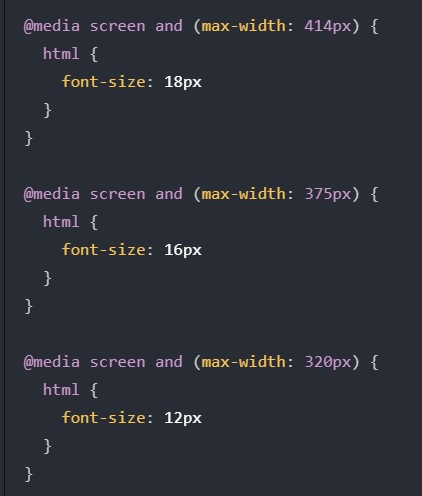 @media screen and (max-width: 414px) {
  html {
    font-size: 18px
  }
}

@media screen and (max-width: 375px) {
  html {
    font-size: 16px
  }
}

@media screen and (max-width: 320px) {
  html {
    font-size: 12px
  }
}